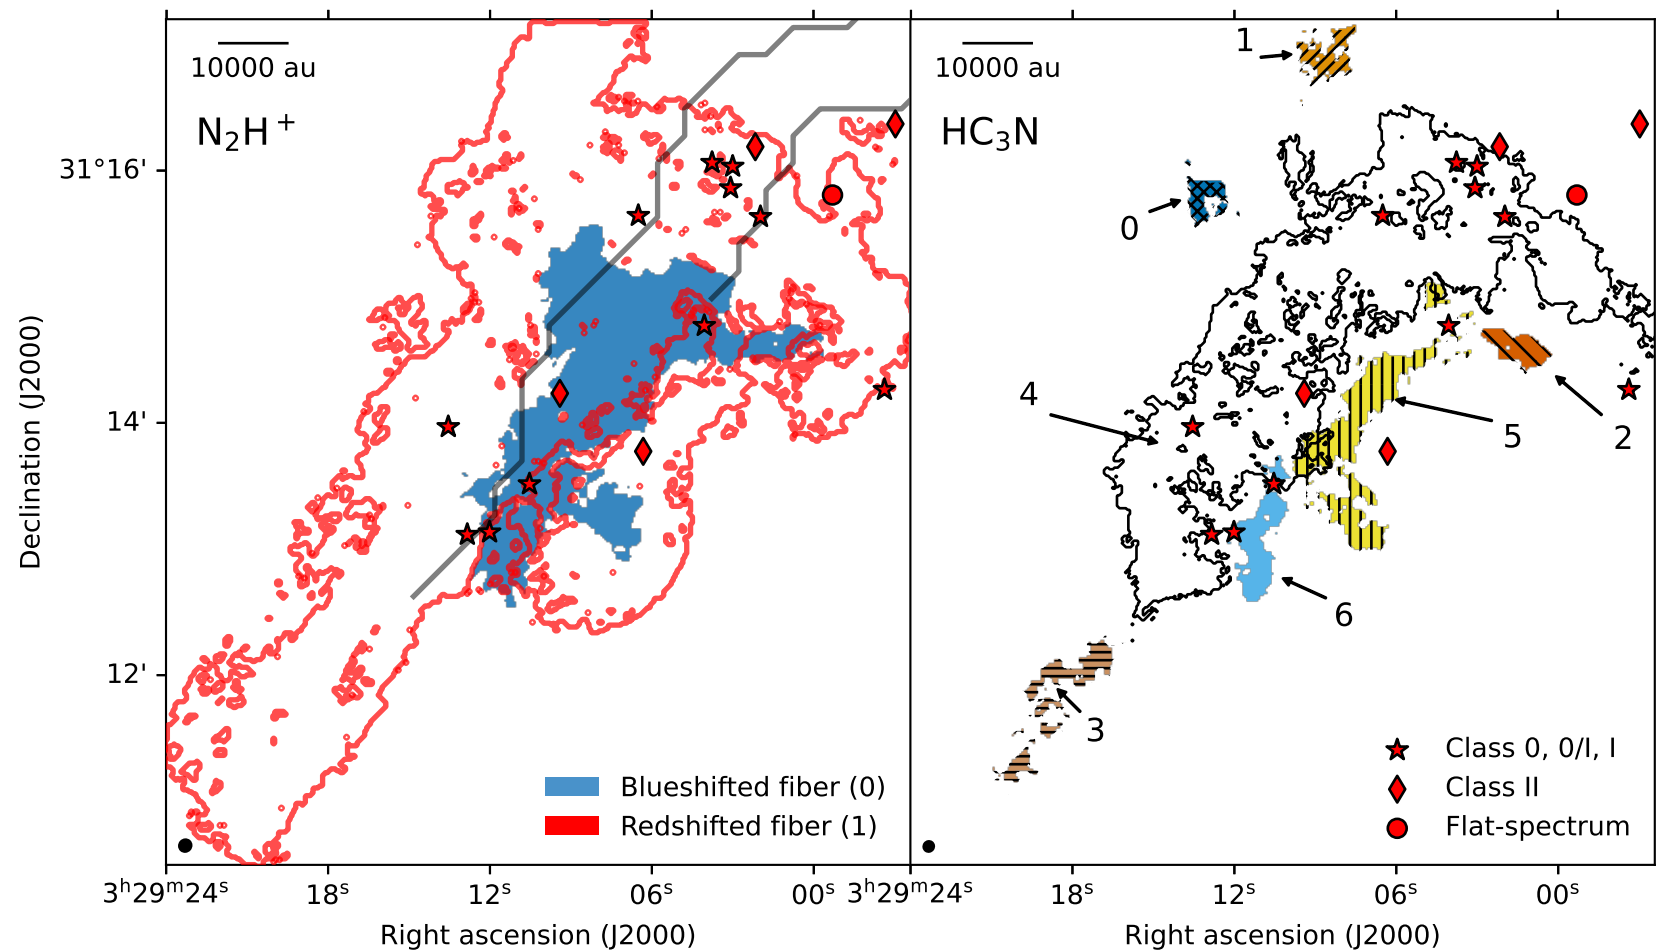 10000 au
N₂H⁺
31°16'
14'
12'
Declination (J2000)
Blueshifted fiber (0)
Redshifted fiber (1)
3ʰ29ᵐ24ˢ
18ˢ
12ˢ
06ˢ
00ˢ
Right ascension (J2000)
10000 au
HC₃N
1
0
4
5
2
6
3
Class 0, 0/I, I
Class II
Flat-spectrum
3ʰ29ᵐ24ˢ
18ˢ
12ˢ
06ˢ
00ˢ
Right ascension (J2000)